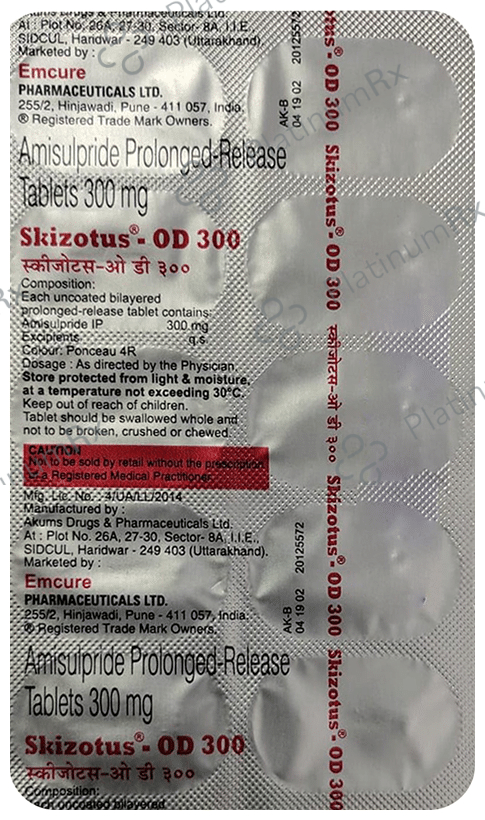 Akums Drugs & Pharmaceuticals Ltd.
At : Plot No. 26A, 27-30, Sector- 8A, I.I.E.,
SIDCUL, Haridwar - 249 403 (Uttarakhand).
Marketed by :
Emcure
PHARMACEUTICALS LTD.
255/2, Hinjawadi, Pune - 411 057, India.
® Registered Trade Mark Owners.
Amisulpride Prolonged-Release
Tablets 300 mg
Skizotus® - OD 300
स्कीजोटस-ओ डी ३००
Composition:
Each uncoated bilayered
prolonged-release tablet contains:
Amisulpride IP 300 mg
Excipients q.s.
Colour: Ponceau 4R
Dosage : As directed by the Physician.
Store protected from light & moisture,
at a temperature not exceeding 30°C.
Keep out of reach of children.
Tablet should be swallowed whole and
not to be broken, crushed or chewed.
CAUTION
Not to be sold by retail without the prescription
of a Registered Medical Practitioner.
Mfg. Lic. No. : 4/UA/LL/2014
Manufactured by :
Akums Drugs & Pharmaceuticals Ltd.
At : Plot No. 26A, 27-30, Sector- 8A, I.I.E.,
SIDCUL, Haridwar - 249 403 (Uttarakhand).
Marketed by :
Emcure
PHARMACEUTICALS LTD.
255/2, Hinjawadi, Pune - 411 057, India.
® Registered Trade Mark Owners.
Amisulpride Prolonged-Release
Tablets 300 mg
Skizotus® - OD 300
स्कीजोटस-ओ डी ३००
Composition:
Each uncoated bilayered
AK-B 20125572
04 19 02
AK-B 20125572
04 19 02
otus® - OD 300 Skizotus® - OD 300 स्कीजोटस-ओ डी ३०० Skizotus® - OD 300 Skizotus® - OD 300
PlatinumRx
PlatinumRx
PlatinumRx